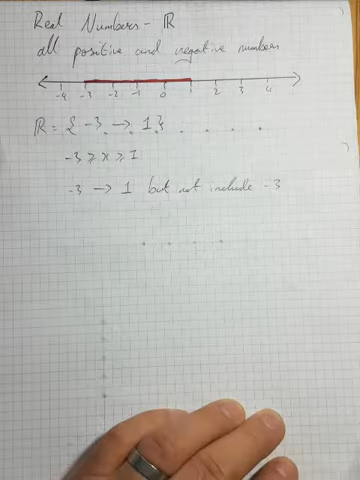 Real Numbers - ℝ
all positive and negative numbers
-4 -3 -2 -1 0 1 2 3 4
ℝ = { -3 → 1 }
-3 ≥ x ≥ 1
-3 → 1 but not include -3